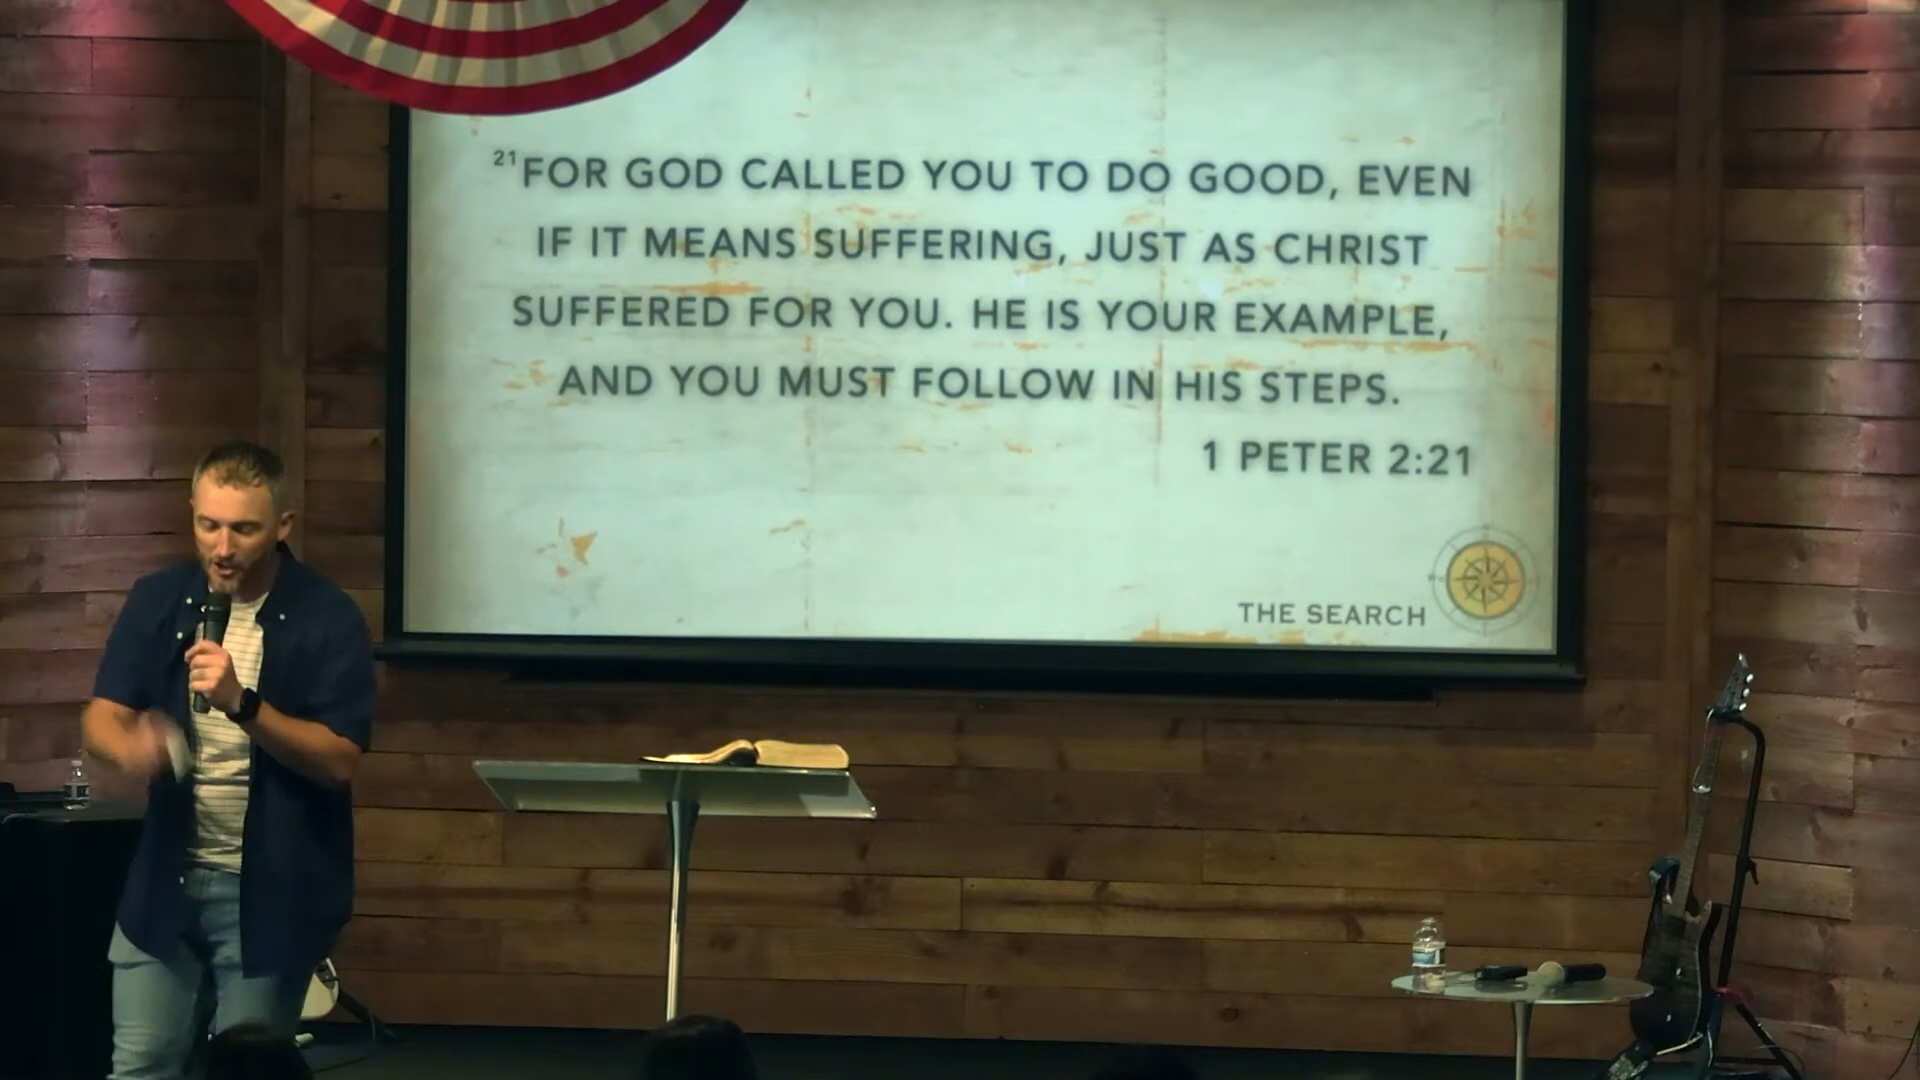 21FOR GOD CALLED YOU TO DO GOOD, EVEN
IF IT MEANS SUFFERING, JUST AS CHRIST
SUFFERED FOR YOU. HE IS YOUR EXAMPLE,
AND YOU MUST FOLLOW IN HIS STEPS.
1 PETER 2:21
THE SEARCH